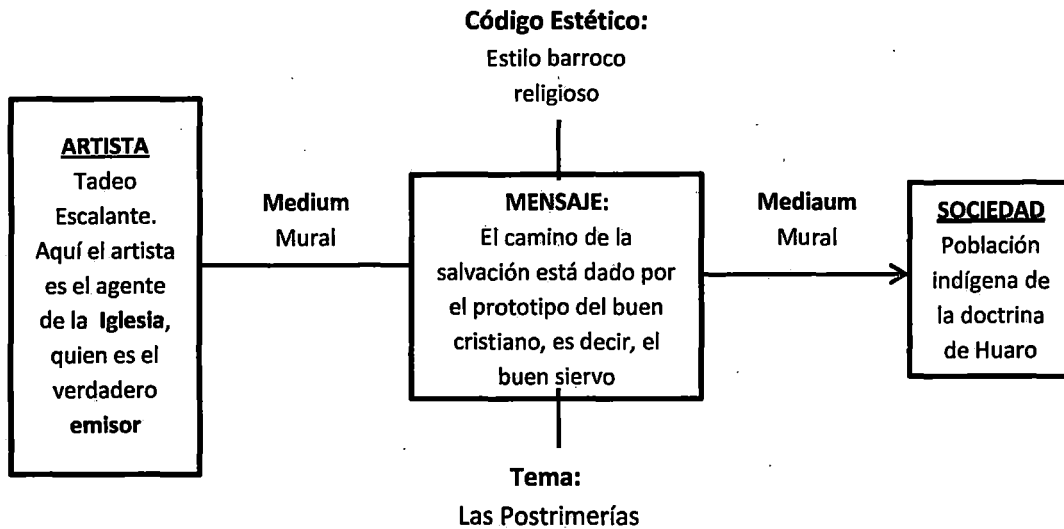 Código Estético:
Estilo barroco
religioso
ARTISTA
Tadeo
Escalante.
Aquí el artista
es el agente
de la Iglesia,
quien es el
verdadero
emisor
Medium
Mural
MENSAJE:
El camino de la
salvación está dado por
el prototipo del buen
cristiano, es decir, el
buen siervo
Mediaum
Mural
SOCIEDAD
Población
indígena de
la doctrina
de Huaro
Tema:
Las Postrimerías